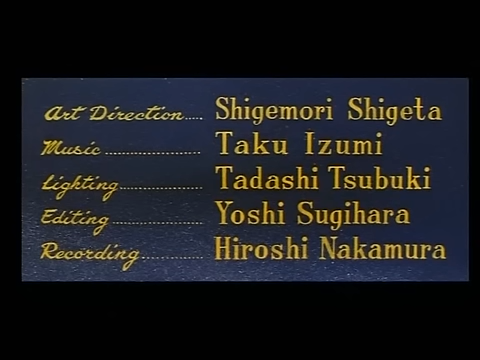 Art Direction..... Shigemori Shigeta
Music.................. Taku Izumi
Lighting............... Tadashi Tsubuki
Editing................ Yoshi Sugihara
Recording............ Hiroshi Nakamura